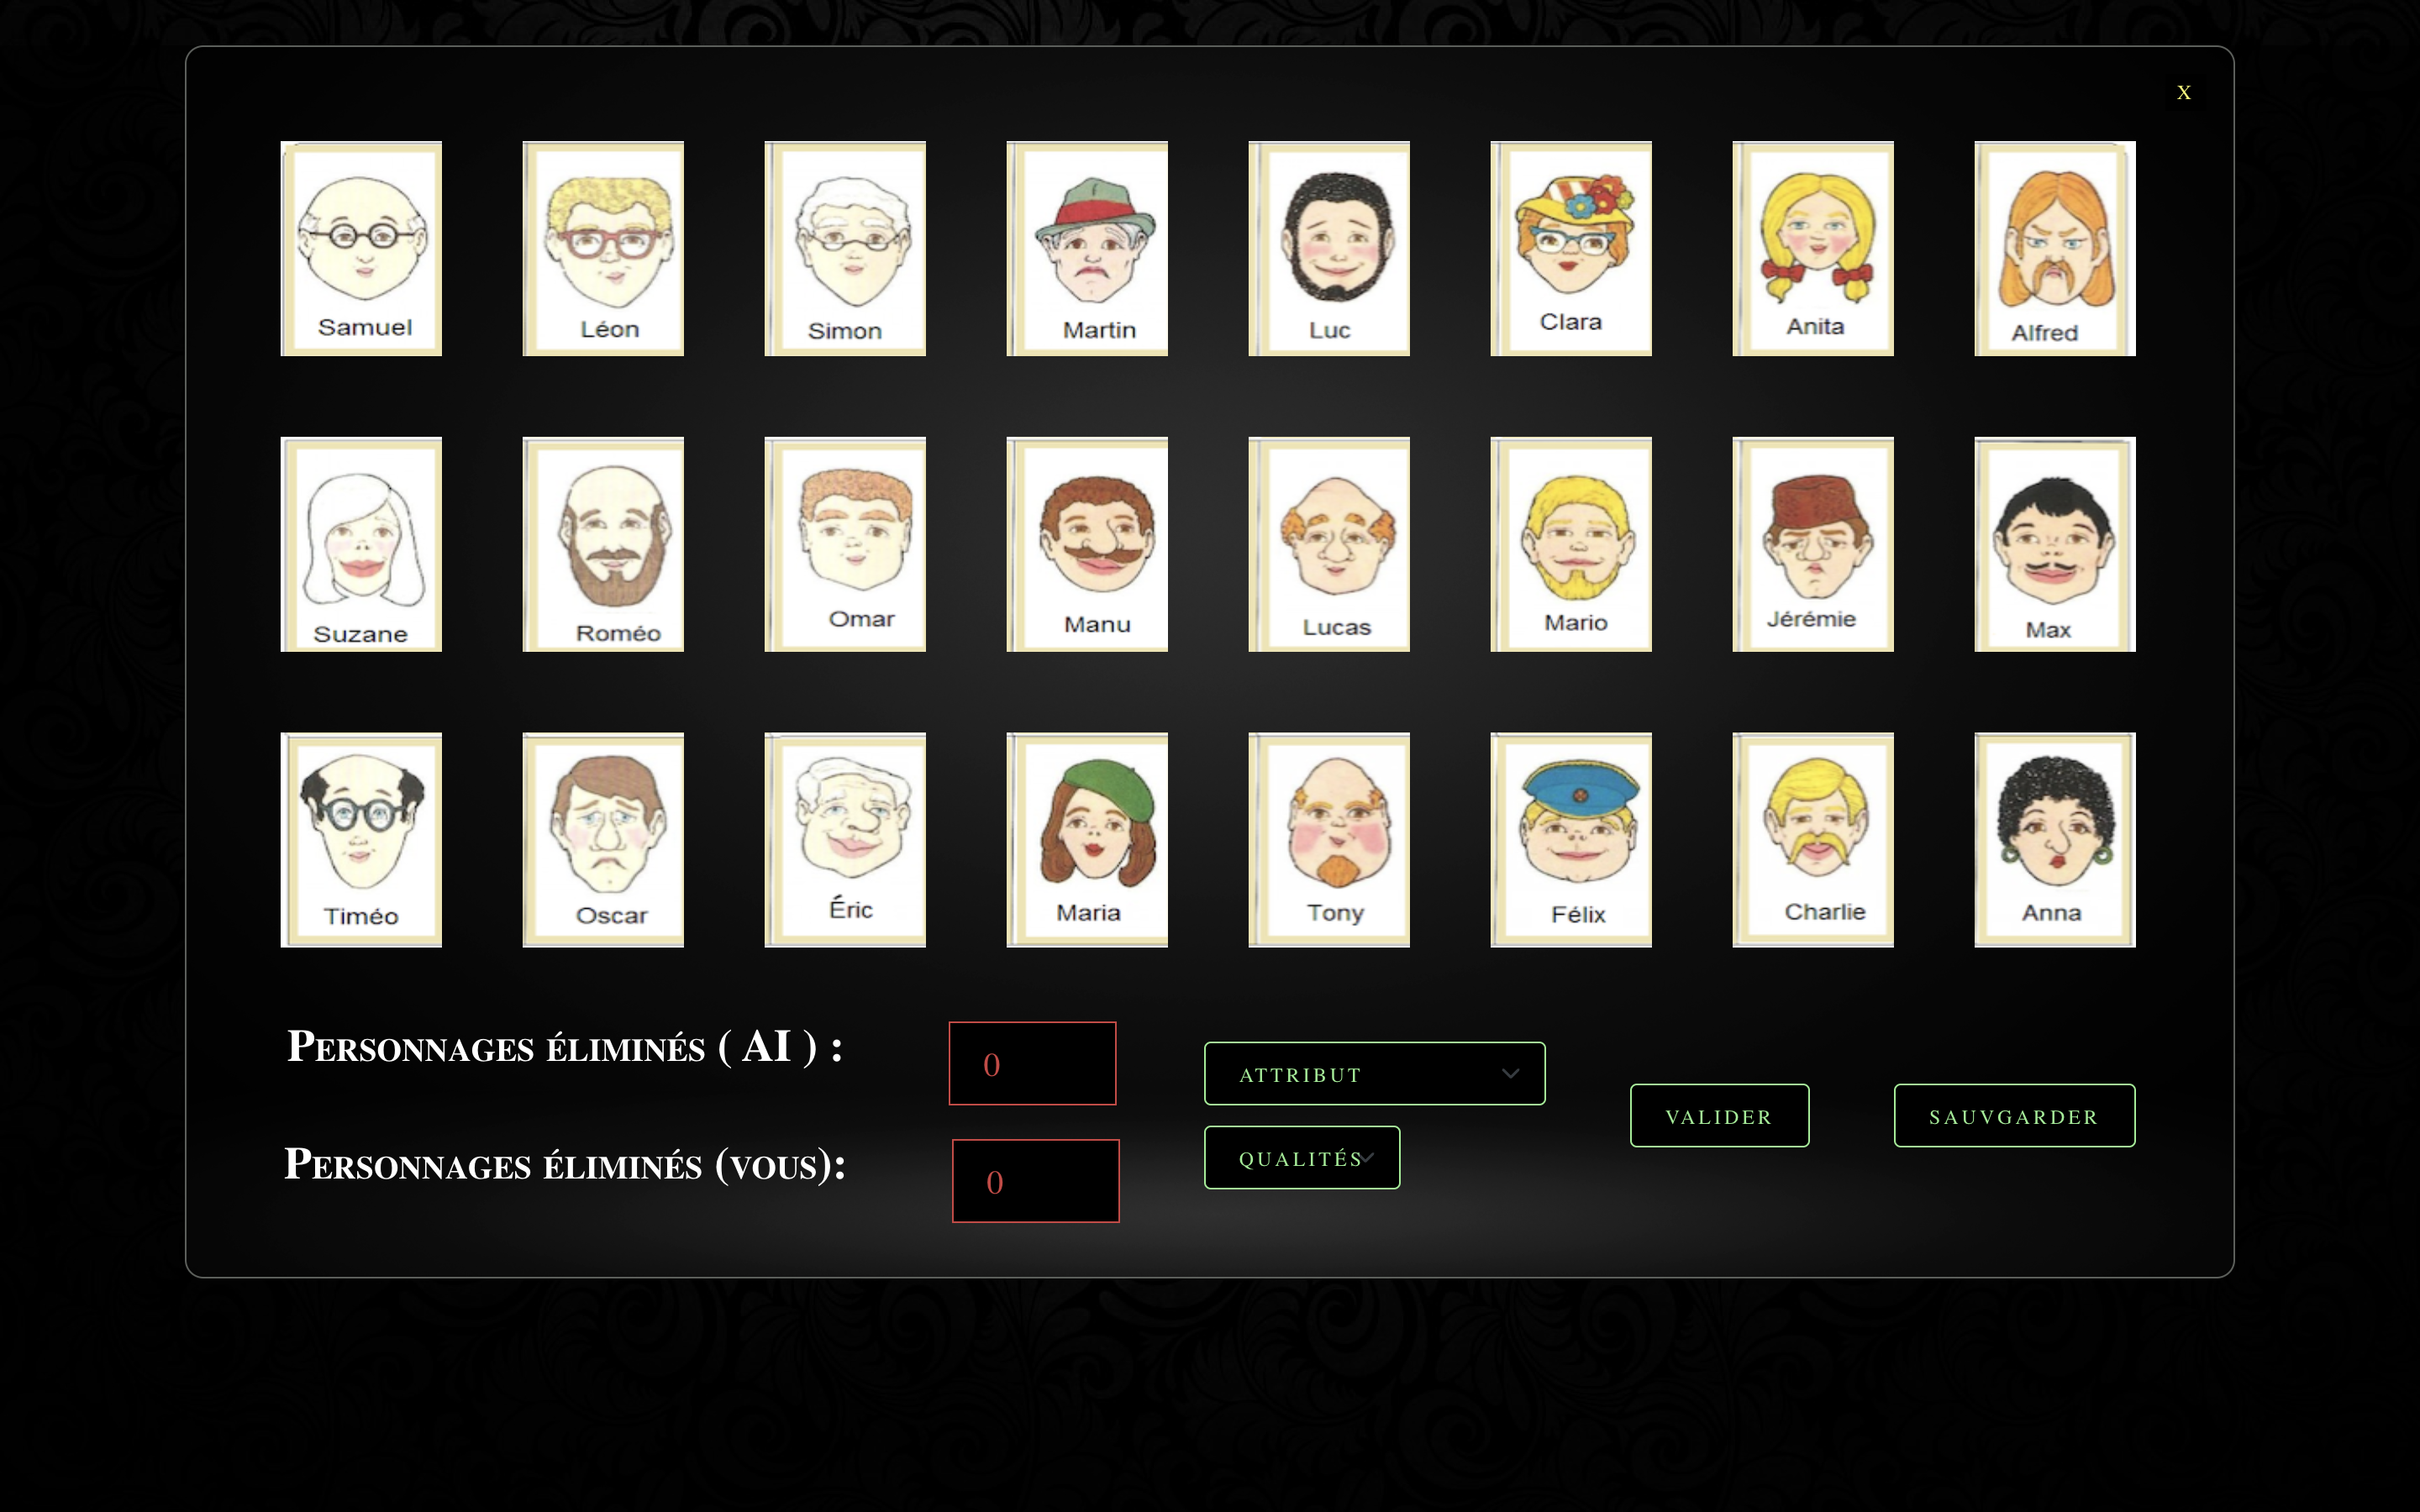 X
Samuel
Léon
Simon
Martin
Luc
Clara
Anita
Alfred
Suzane
Roméo
Omar
Manu
Lucas
Mario
Jérémie
Max
Timéo
Oscar
Éric
Maria
Tony
Félix
Charlie
Anna
PERSONNAGES ÉLIMINÉS ( AI ) :
0
ATTRIBUT
VALIDER
SAUVGARDER
PERSONNAGES ÉLIMINÉS (VOUS):
0
QUALITÉS